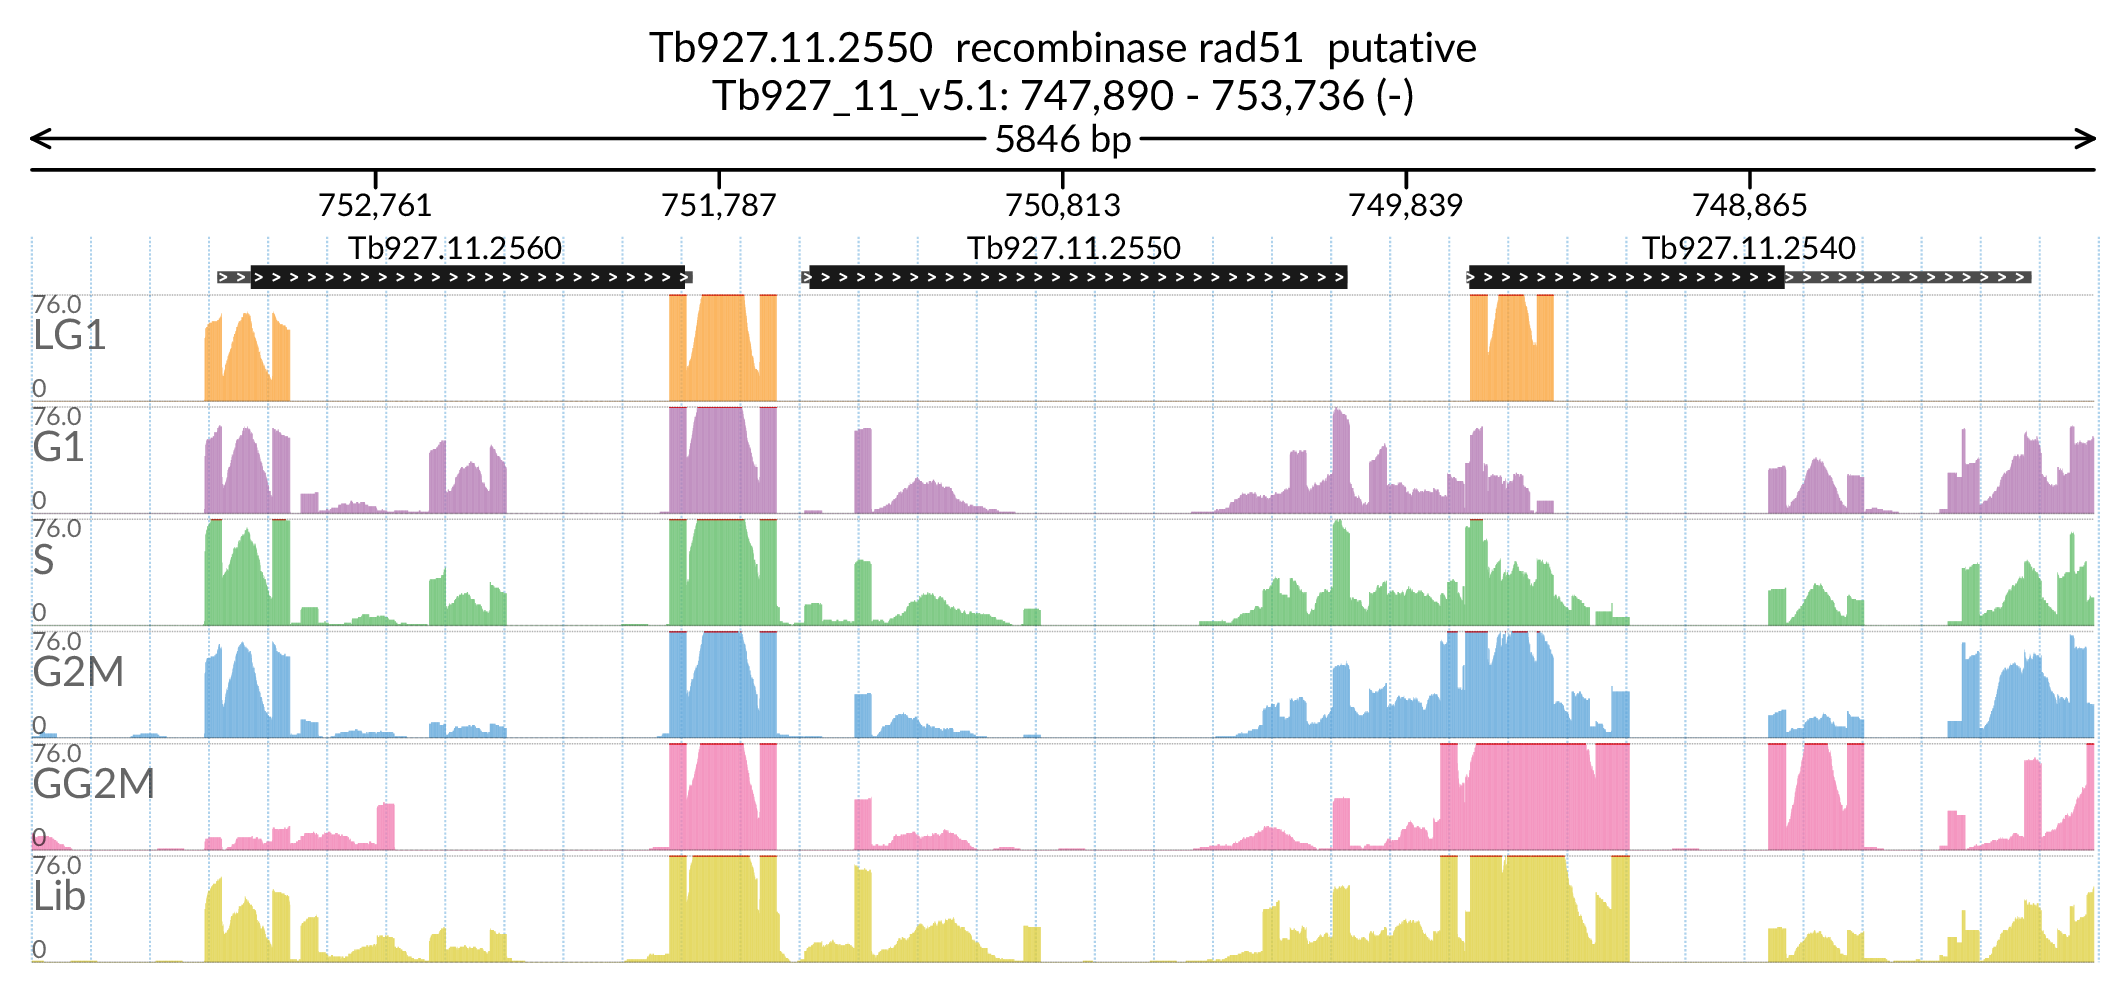 Tb927.11.2550 recombinase rad51 putative
Tb927_11_v5.1: 747,890 - 753,736 (-)
5846 bp
752,761 751,787 750,813 749,839 748,865
Tb927.11.2560 Tb927.11.2550 Tb927.11.2540
76.0
LG1
0
76.0
G1
0
76.0
S
0
76.0
G2M
0
76.0
GG2M
0
76.0
Lib
0